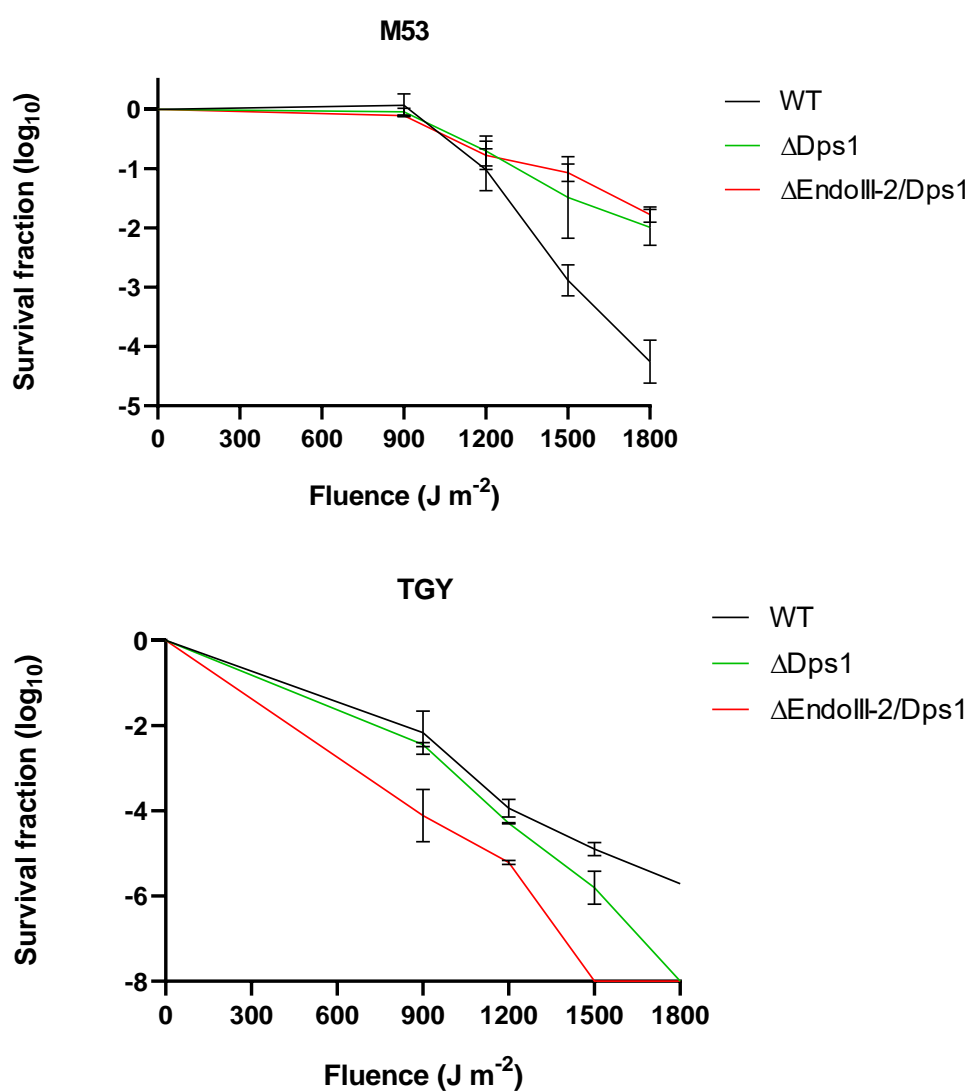 M53
Survival fraction (log10)
0
-1
-2
-3
-4
-5
0 300 600 900 1200 1500 1800
Fluence (J m-2)
WT
ΔDps1
ΔEndoIII-2/Dps1
TGY
Survival fraction (log10)
0
-2
-4
-6
-8
0 300 600 900 1200 1500 1800
Fluence (J m-2)
WT
ΔDps1
ΔEndoIII-2/Dps1